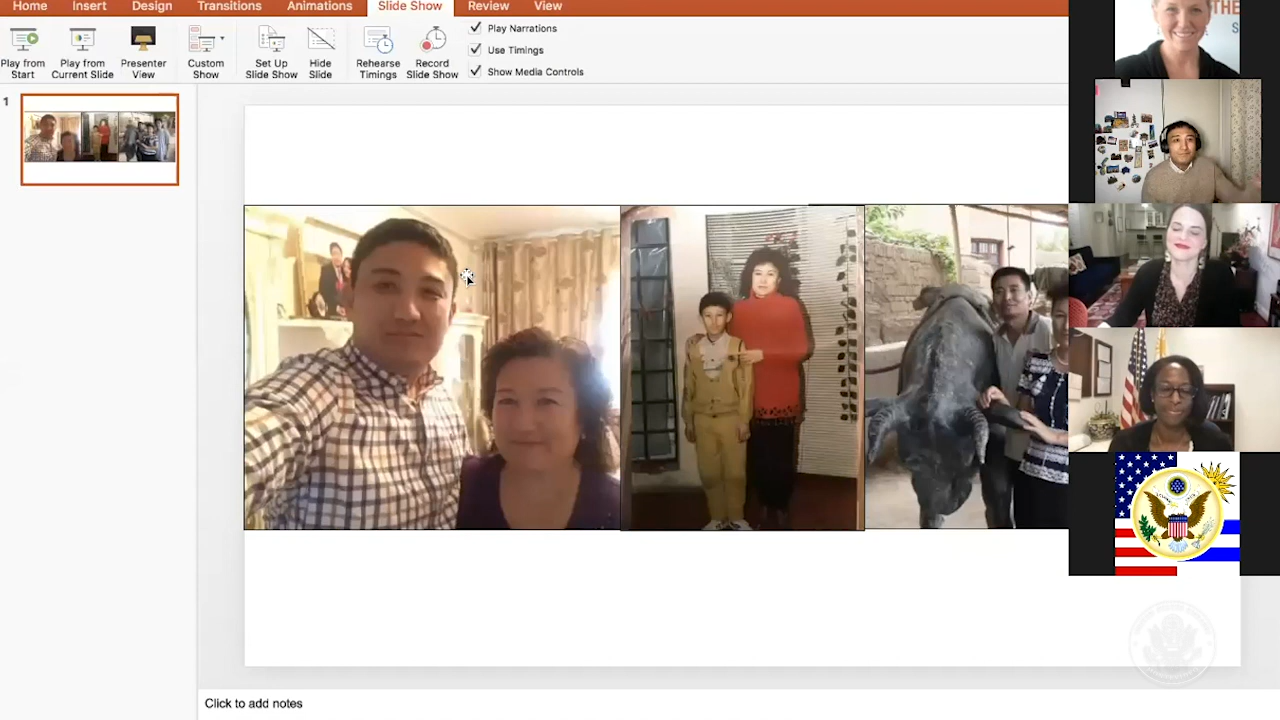 Home Insert Design Transitions Animations Slide Show Review View
Play from Start
Play from Current Slide
Presenter View
Custom Show
Set Up Slide Show
Hide Slide
Rehearse Timings
Record Slide Show
Play Narrations
Use Timings
Show Media Controls
1
THE
S
Click to add notes